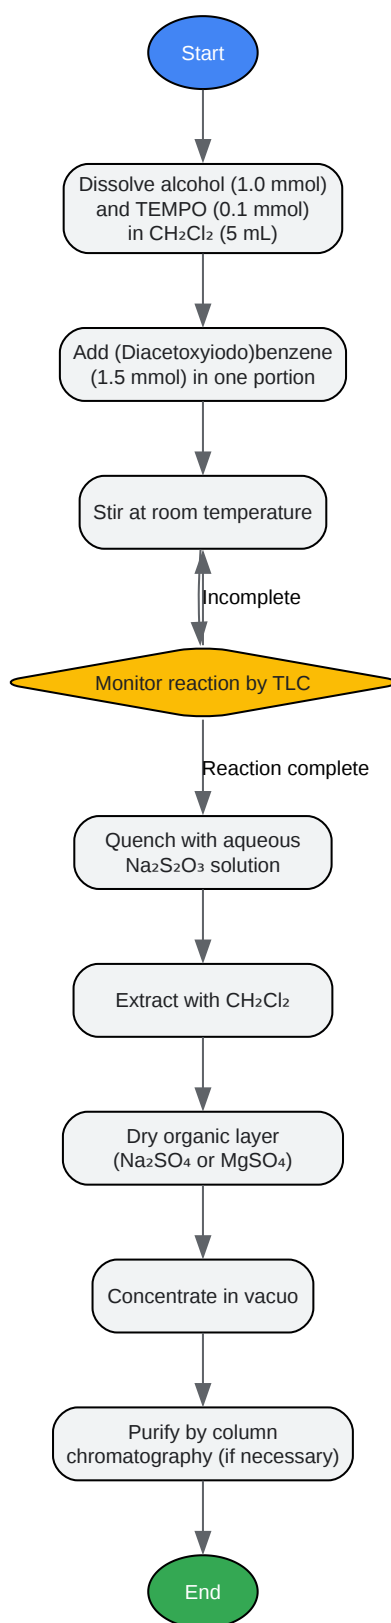 Start
Dissolve alcohol (1.0 mmol)
and TEMPO (0.1 mmol)
in CH₂Cl₂ (5 mL)
Add (Diacetoxyiodo)benzene
(1.5 mmol) in one portion
Stir at room temperature
Incomplete
Monitor reaction by TLC
Reaction complete
Quench with aqueous
Na₂S₂O₃ solution
Extract with CH₂Cl₂
Dry organic layer
(Na₂SO₄ or MgSO₄)
Concentrate in vacuo
Purify by column
chromatography (if necessary)
End